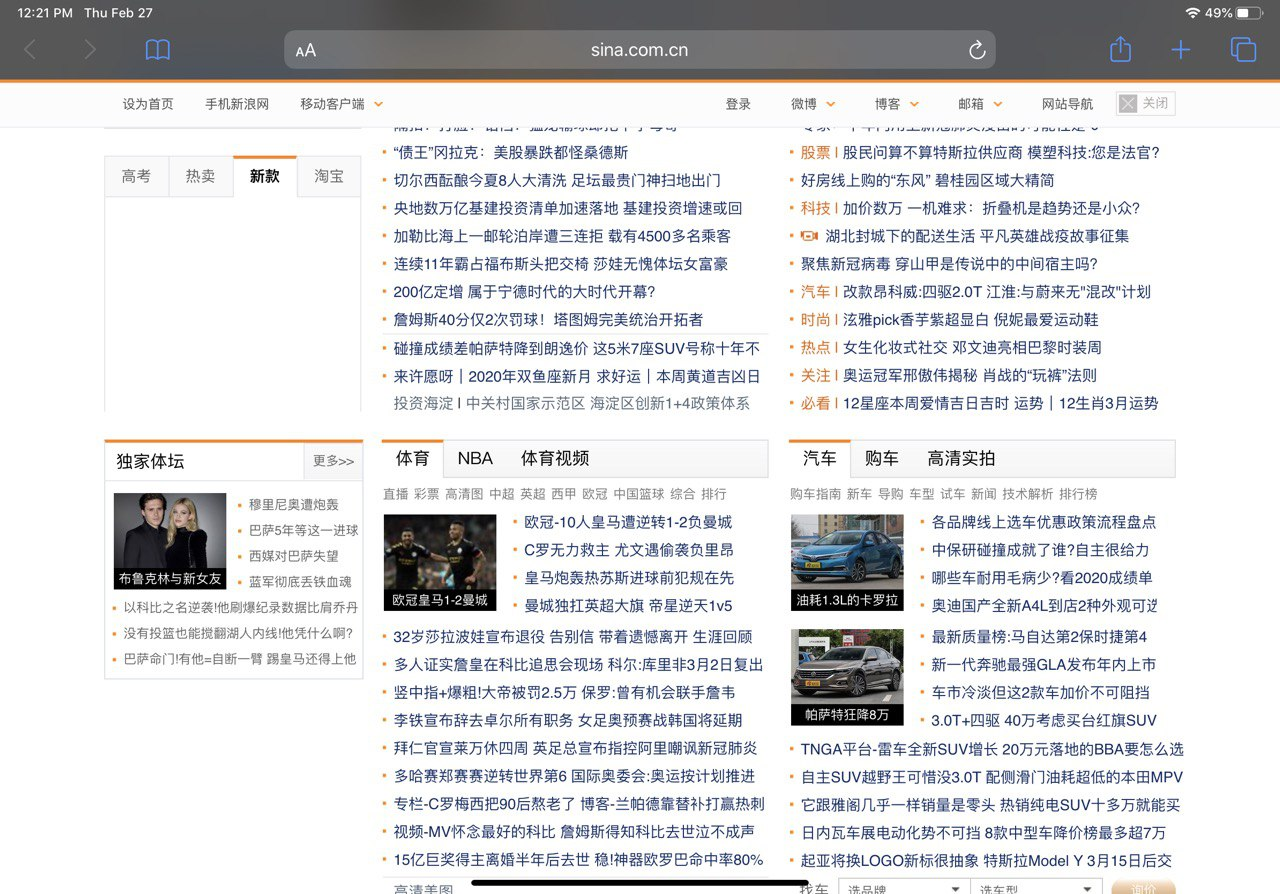 12:21 PM Thu Feb 27
49%
AA
sina.com.cn
设为首页 手机新浪网 移动客户端
登录 微博 博客 邮箱 网站导航 关闭
高考 热卖 新款 淘宝
“债王”冈拉克：美股暴跌都怪桑德斯
切尔西酝酿今夏8人大清洗 足坛最贵门神扫地出门
央地数万亿基建投资清单加速落地 基建投资增速或回
加勒比海上一邮轮泊岸遭三连拒 载有4500多名乘客
连续11年霸占福布斯头把交椅 莎娃无愧体坛女富豪
200亿定增 属于宁德时代的大时代开幕?
詹姆斯40分仅2次罚球！塔图姆完美统治开拓者
碰撞成绩差帕萨特降到朗逸价 这5米7座SUV号称十年不
来许愿呀｜2020年双鱼座新月 求好运｜本周黄道吉凶日
投资海淀 | 中关村国家示范区 海淀区创新1+4政策体系
股票 | 股民问算不算特斯拉供应商 模塑科技:您是法官?
好房线上购的“东风” 碧桂园区域大精简
科技 | 加价数万 一机难求：折叠机是趋势还是小众?
湖北封城下的配送生活 平凡英雄战疫故事征集
聚焦新冠病毒 穿山甲是传说中的中间宿主吗?
汽车 | 改款昂科威:四驱2.0T 江淮:与蔚来无"混改"计划
时尚 | 泫雅pick香芋紫超显白 倪妮最爱运动鞋
热点 | 女生化妆式社交 邓文迪亮相巴黎时装周
关注 | 奥运冠军邢傲伟揭秘 肖战的“玩裤”法则
必看 | 12星座本周爱情吉日吉时 运势｜12生肖3月运势
独家体坛 更多>>
布鲁克林与新女友
穆里尼奥遭炮轰
巴萨5年等这一进球
西媒对巴萨失望
蓝军彻底丢铁血魂
以科比之名逆袭!他刷爆纪录数据比肩乔丹
没有投篮也能搅翻湖人内线!他凭什么啊?
巴萨命门!有他=自断一臂 踢皇马还得上他
体育 NBA 体育视频
直播 彩票 高清图 中超 英超 西甲 欧冠 中国篮球 综合 排行
欧冠皇马1-2曼城
欧冠-10人皇马遭逆转1-2负曼城
C罗无力救主 尤文遇偷袭负里昂
皇马炮轰热苏斯进球前犯规在先
曼城独扛英超大旗 帝星逆天1v5
32岁莎拉波娃宣布退役 告别信 带着遗憾离开 生涯回顾
多人证实詹皇在科比追思会现场 科尔:库里非3月2日复出
竖中指+爆粗!大帝被罚2.5万 保罗:曾有机会联手詹韦
李铁宣布辞去卓尔所有职务 女足奥预赛战韩国将延期
拜仁官宣莱万休四周 英足总宣布指控阿里嘲讽新冠肺炎
多哈赛郑赛赛逆转世界第6 国际奥委会:奥运按计划推进
专栏-C罗梅西把90后熬老了 博客-兰帕德靠替补打赢热刺
视频-MV怀念最好的科比 詹姆斯得知科比去世泣不成声
15亿巨奖得主离婚半年后去世 稳!神器欧罗巴命中率80%
高清美图
汽车 购车 高清实拍
购车指南 新车 导购 车型 试车 新闻 技术解析 排行榜
油耗1.3L的卡罗拉
各品牌线上选车优惠政策流程盘点
中保研碰撞成就了谁?自主很给力
哪些车耐用毛病少?看2020成绩单
奥迪国产全新A4L到店2种外观可选
帕萨特狂降8万
最新质量榜:马自达第2保时捷第4
新一代奔驰最强GLA发布年内上市
车市冷淡但这2款车加价不可阻挡
3.0T+四驱 40万考虑买台红旗SUV
TNGA平台-雷车全新SUV增长 20万元落地的BBA要怎么选
自主SUV越野王可惜没3.0T 配侧滑门油耗超低的本田MPV
它跟雅阁几乎一样销量是零头 热销纯电SUV十多万就能买
日内瓦车展电动化势不可挡 8款中型车降价榜最多超7万
起亚将换LOGO新标很抽象 特斯拉Model Y 3月15日后交
找车 选品牌 选车型 询价